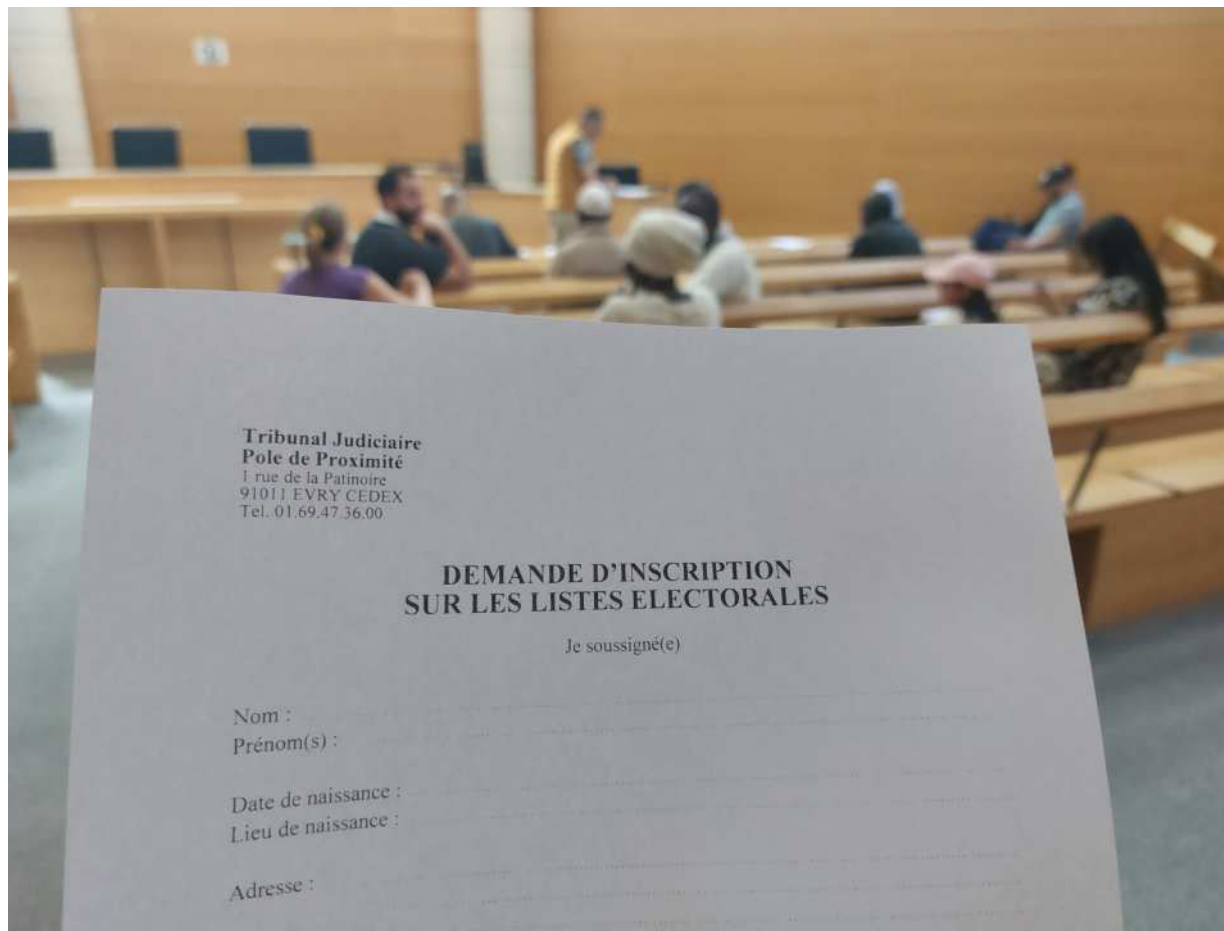 Tribunal Judiciaire
Pole de Proximité
1 rue de la Patinoire
91011 EVRY CEDEX
Tel. 01.69.47.36.00
DEMANDE D'INSCRIPTION
SUR LES LISTES ELECTORALES
Je soussigné(e)
Nom :
Prénom(s) :
Date de naissance :
Lieu de naissance :
Adresse :